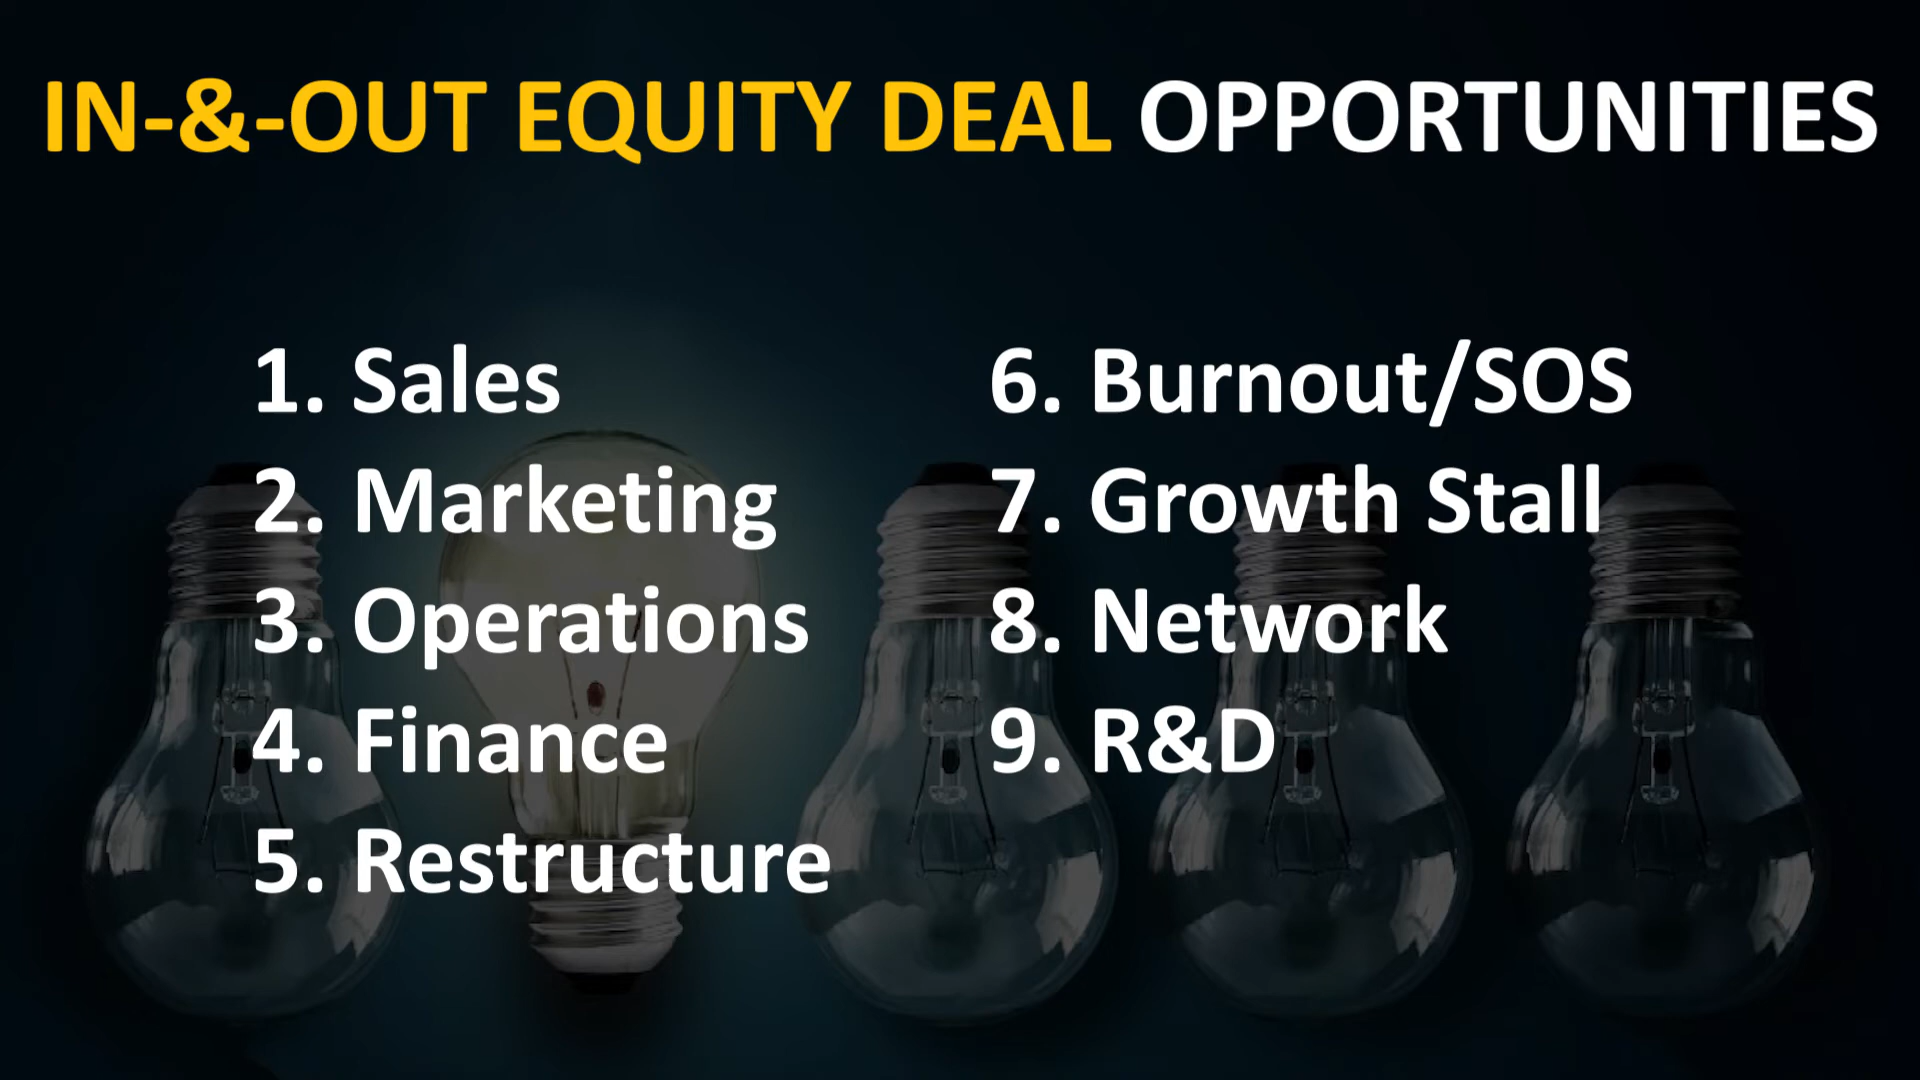 IN-&-OUT EQUITY DEAL OPPORTUNITIES
1. Sales
2. Marketing
3. Operations
4. Finance
5. Restructure
6. Burnout/SOS
7. Growth Stall
8. Network
9. R&D